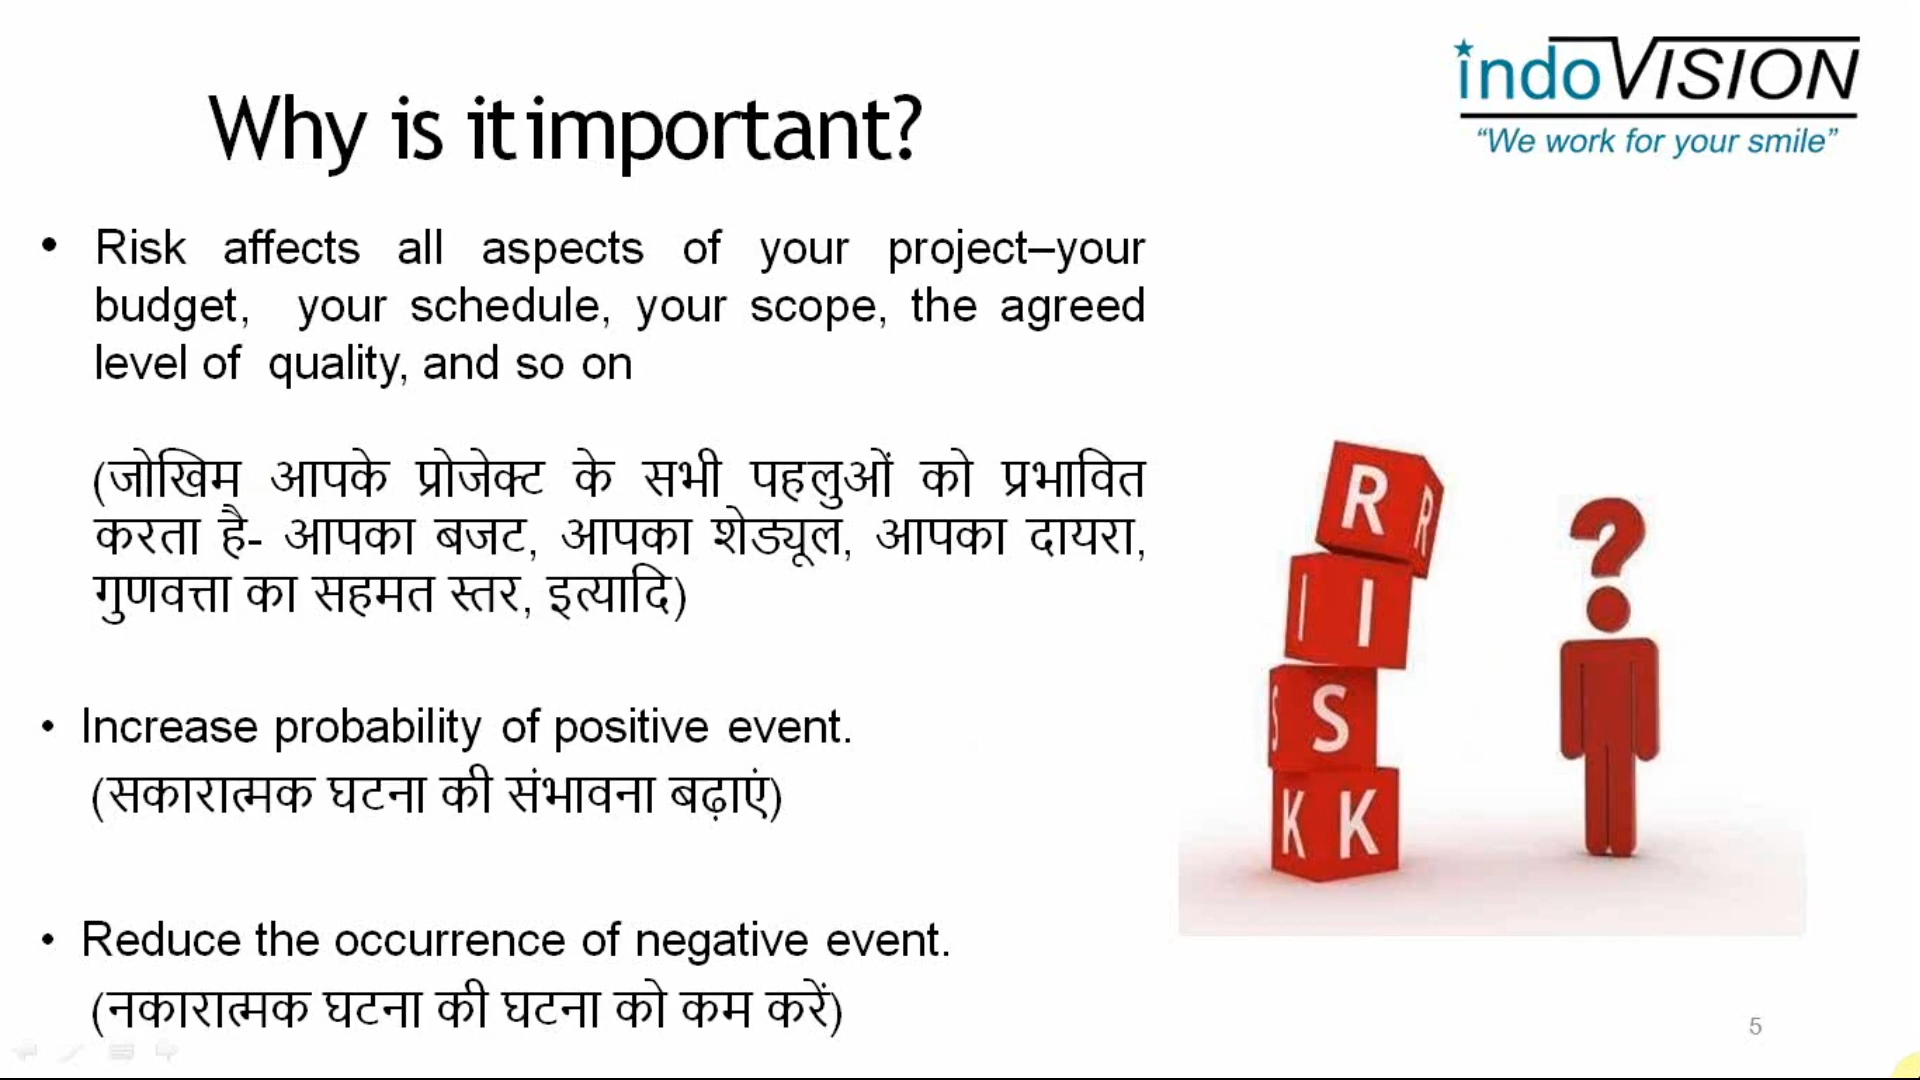 indoVISION
“We work for your smile”
Why is it important?
• Risk affects all aspects of your project–your
budget, your schedule, your scope, the agreed
level of quality, and so on
(जोखिम आपके प्रोजेक्ट के सभी पहलुओं को प्रभावित
करता है- आपका बजट, आपका शेड्यूल, आपका दायरा,
गुणवत्ता का सहमत स्तर, इत्यादि)
• Increase probability of positive event.
(सकारात्मक घटना की संभावना बढ़ाएं)
• Reduce the occurrence of negative event.
(नकारात्मक घटना की घटना को कम करें)
R R
I I
S S
K K
?
5